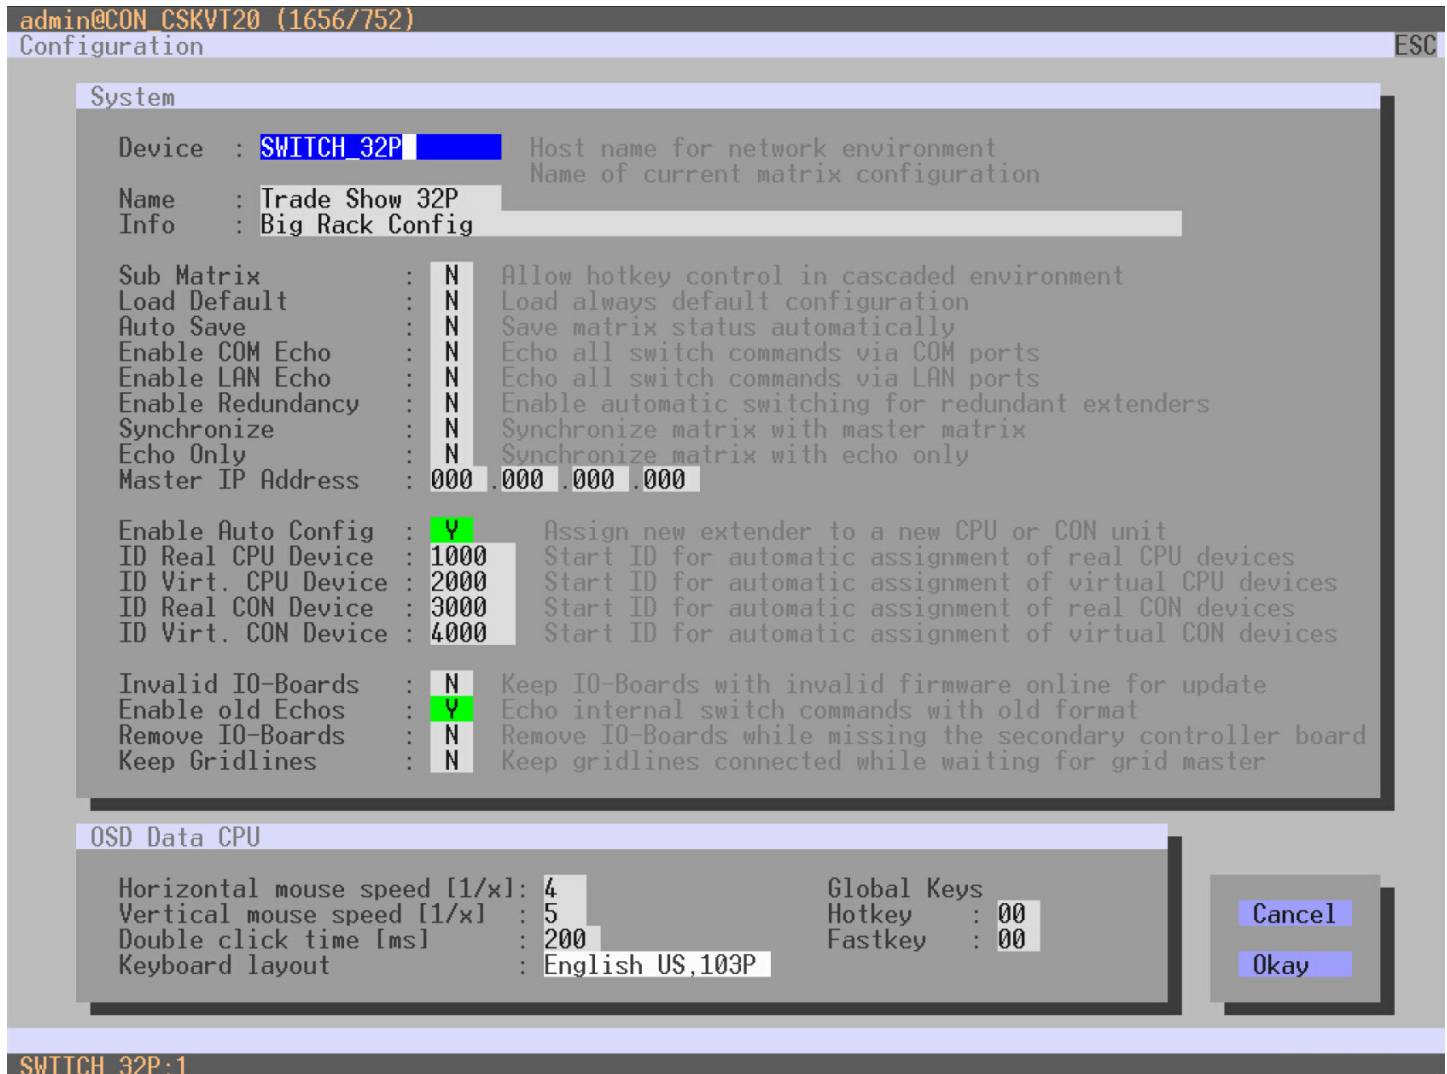 admin@CON_CSKVT20 (1656/752)
Configuration ESC
System
Device : SWITCH_32P Host name for network environment
Name of current matrix configuration
Name : Trade Show 32P
Info : Big Rack Config
Sub Matrix : N Allow hotkey control in cascaded environment
Load Default : N Load always default configuration
Auto Save : N Save matrix status automatically
Enable COM Echo : N Echo all switch commands via COM ports
Enable LAN Echo : N Echo all switch commands via LAN ports
Enable Redundancy : N Enable automatic switching for redundant extenders
Synchronize : N Synchronize matrix with master matrix
Echo Only : N Synchronize matrix with echo only
Master IP Address : 000 .000 .000 .000
Enable Auto Config : Y Assign new extender to a new CPU or CON unit
ID Real CPU Device : 1000 Start ID for automatic assignment of real CPU devices
ID Virt. CPU Device : 2000 Start ID for automatic assignment of virtual CPU devices
ID Real CON Device : 3000 Start ID for automatic assignment of real CON devices
ID Virt. CON Device : 4000 Start ID for automatic assignment of virtual CON devices
Invalid IO-Boards : N Keep IO-Boards with invalid firmware online for update
Enable old Echos : Y Echo internal switch commands with old format
Remove IO-Boards : N Remove IO-Boards while missing the secondary controller board
Keep Gridlines : N Keep gridlines connected while waiting for grid master
OSD Data CPU
Horizontal mouse speed [1/x]: 4 Global Keys
Vertical mouse speed [1/x] : 5 Hotkey : 00
Double click time [ms] : 200 Fastkey : 00
Keyboard layout : English US,103P
Cancel
Okay
SWITCH_32P:1